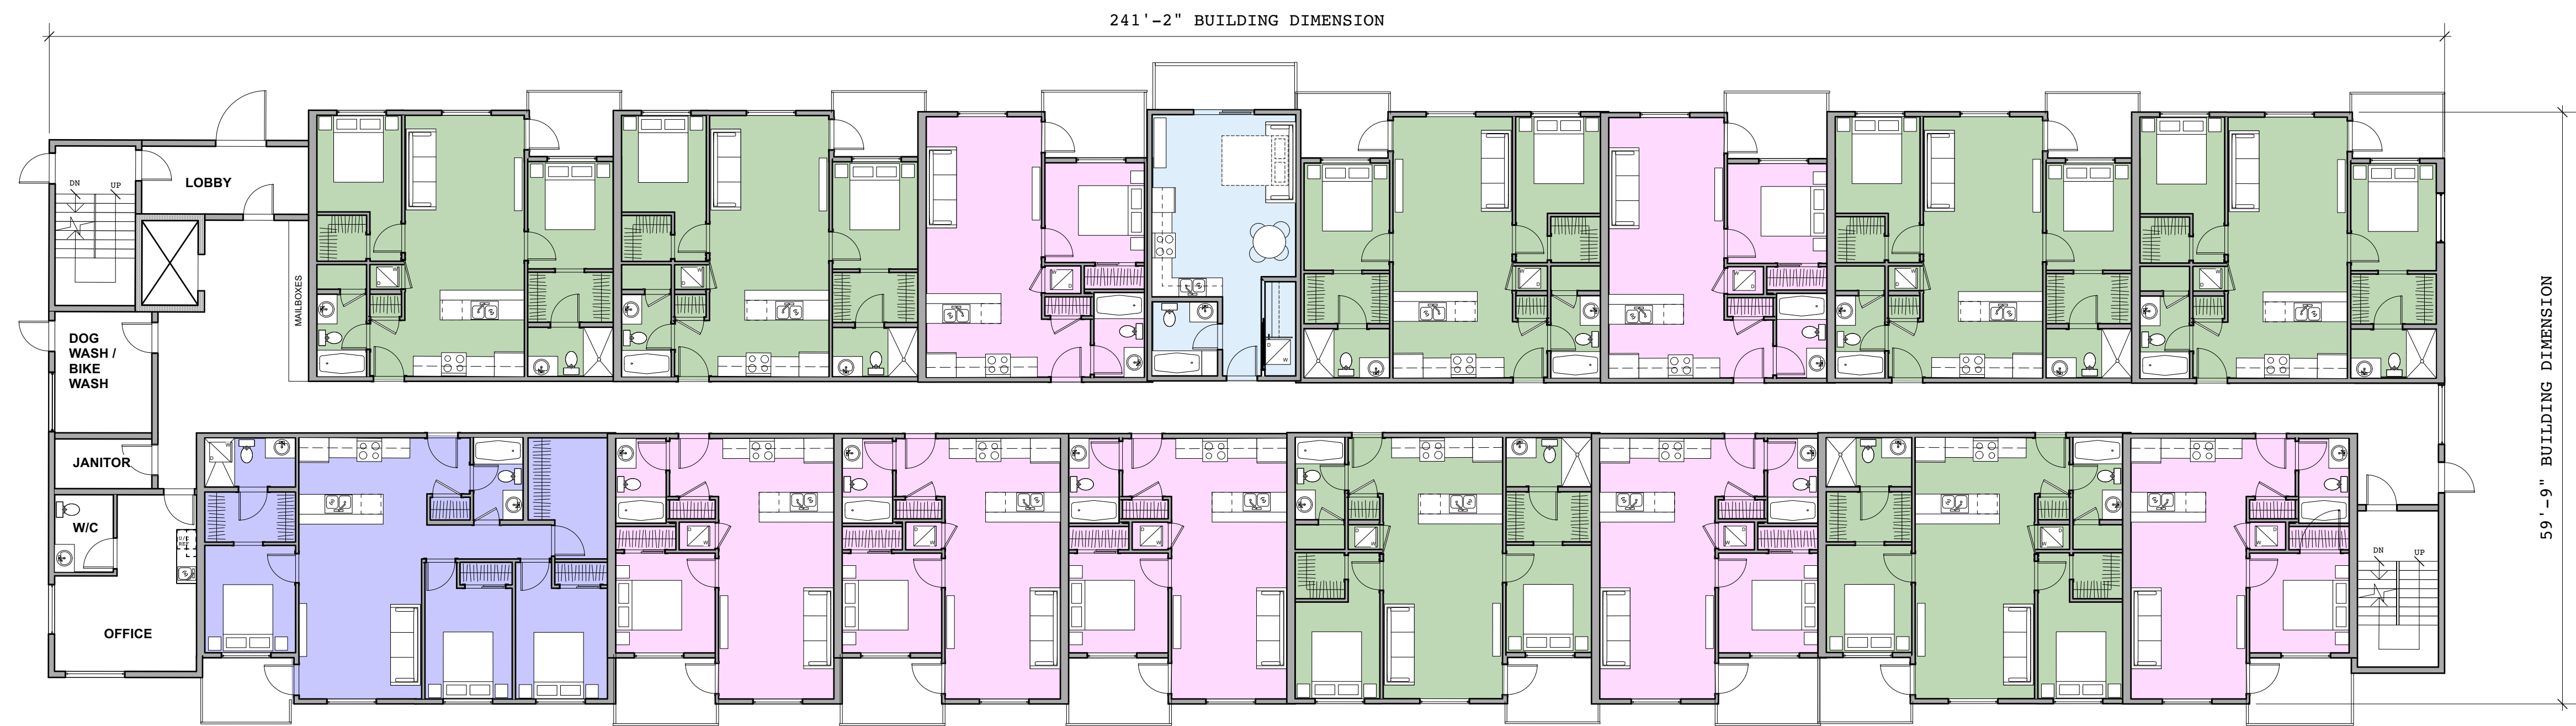 241'-2" BUILDING DIMENSION
LOBBY
DN
UP
MAILBOXES
DOG
WASH /
BIKE
WASH
JANITOR
W/C
U/C
REF
OFFICE
DN
UP
59'-9" BUILDING DIMENSION